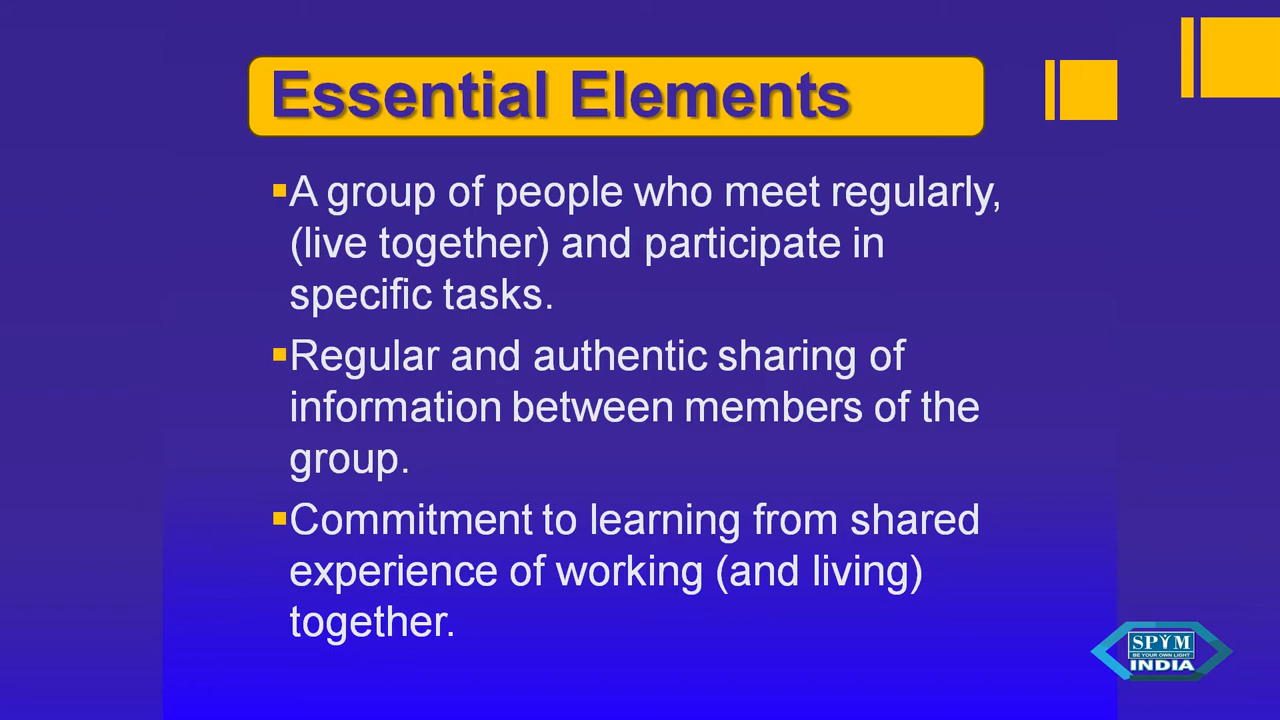 Essential Elements
▪A group of people who meet regularly,
(live together) and participate in
specific tasks.
▪Regular and authentic sharing of
information between members of the
group.
▪Commitment to learning from shared
experience of working (and living)
together.
SPYM
BE YOUR OWN LIGHT
INDIA